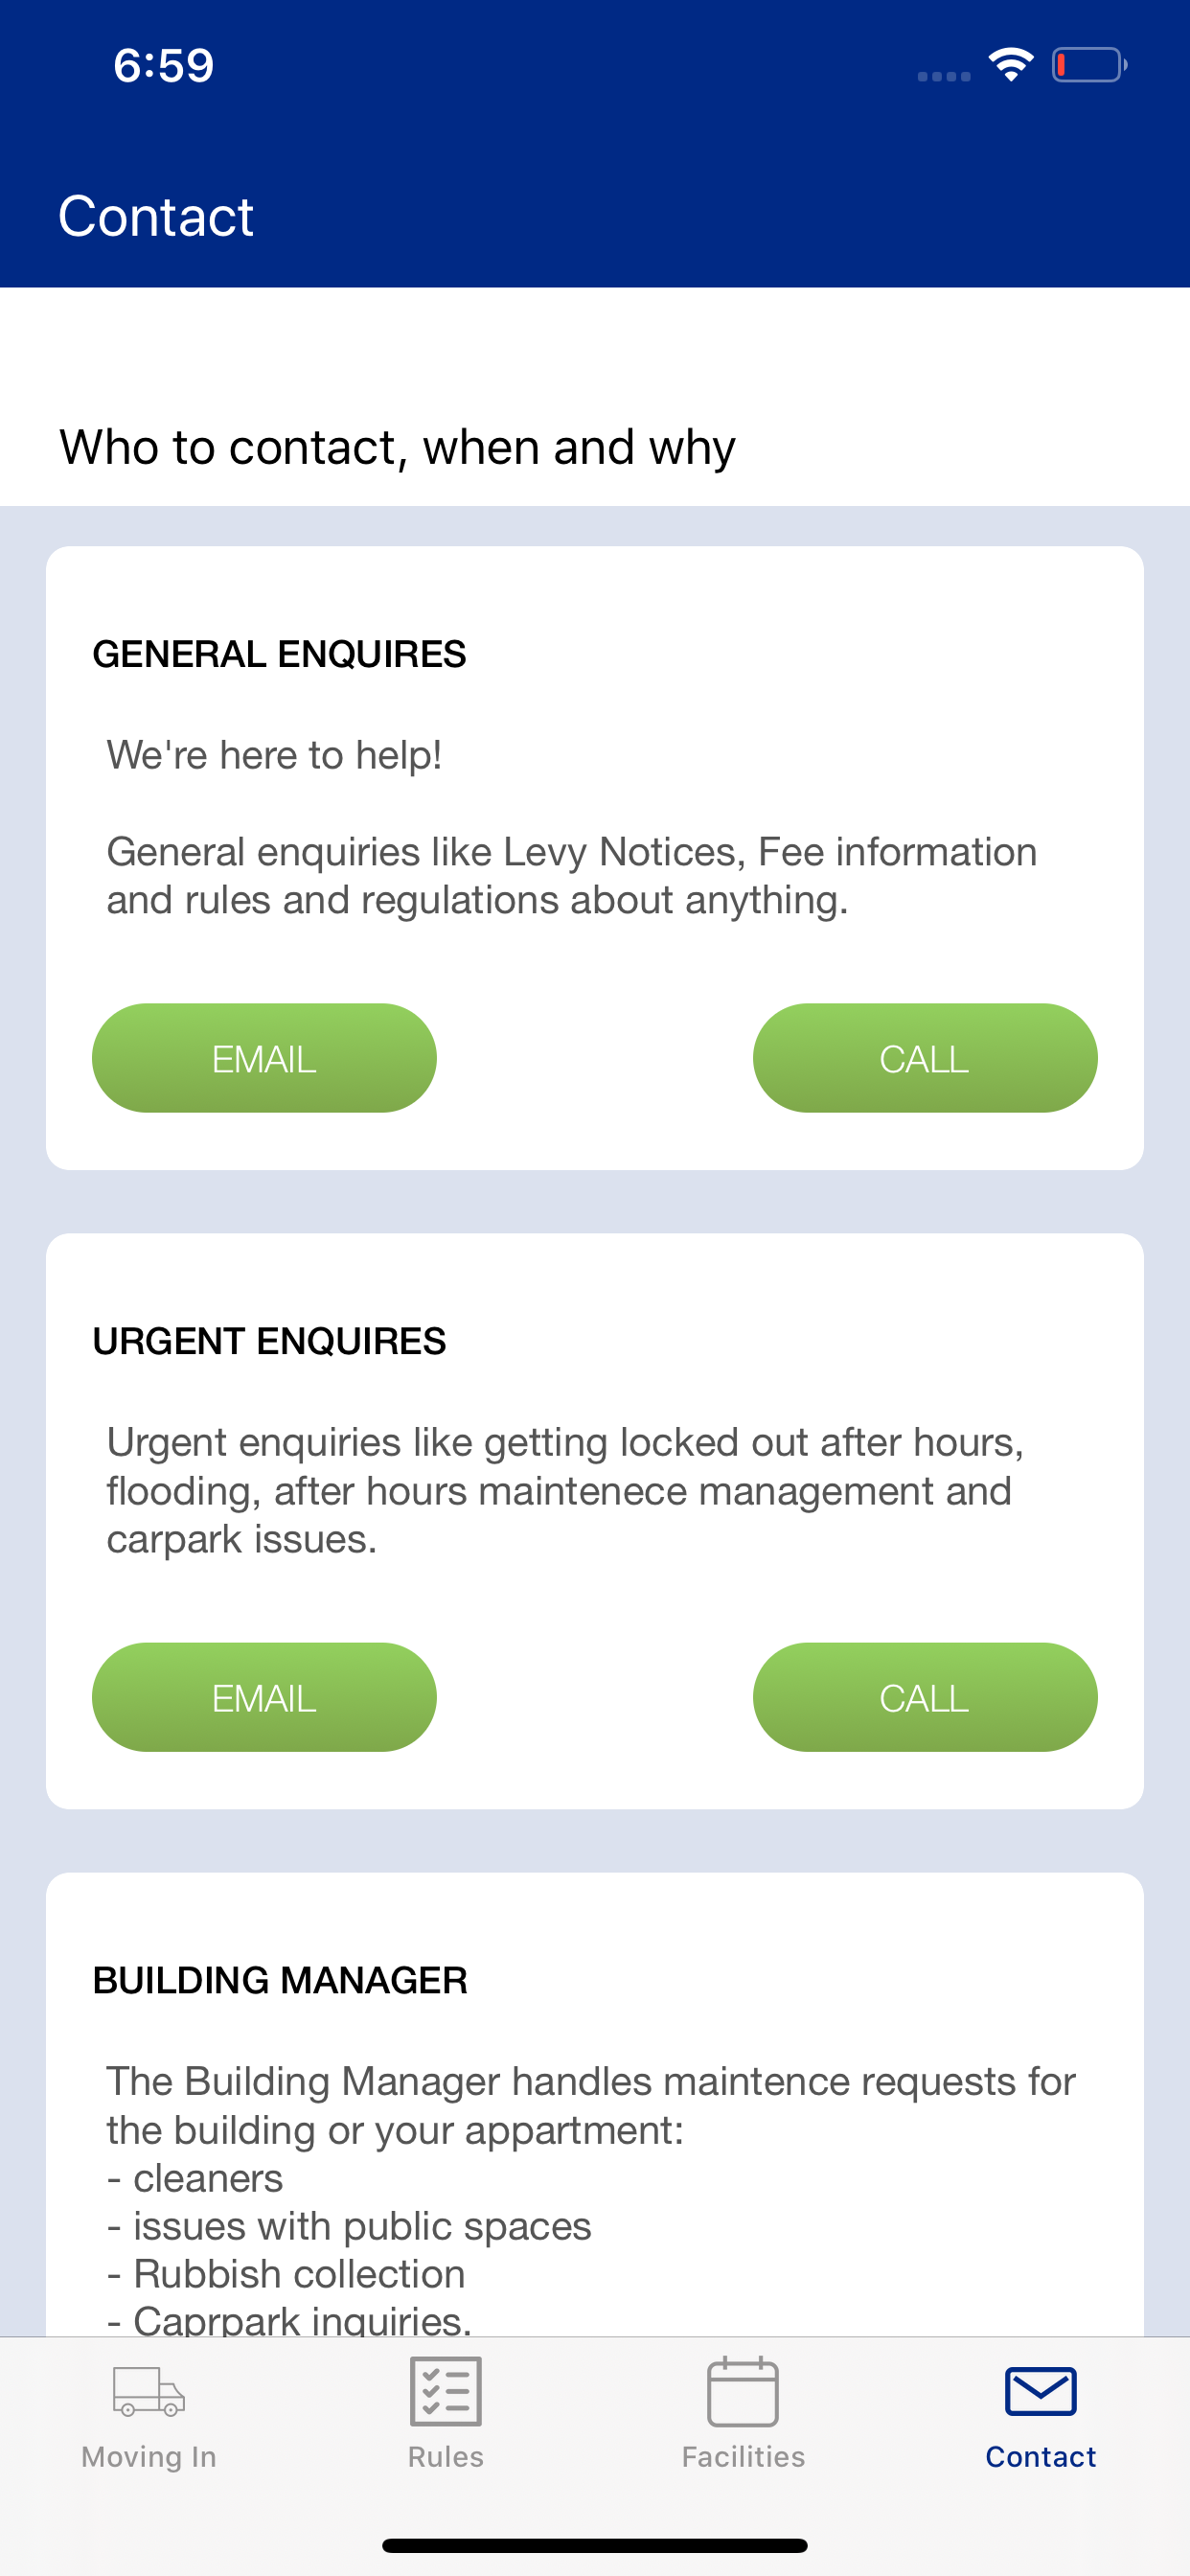 6:59
Contact
Who to contact, when and why
GENERAL ENQUIRES
We're here to help!
General enquiries like Levy Notices, Fee information
and rules and regulations about anything.
EMAIL
CALL
URGENT ENQUIRES
Urgent enquiries like getting locked out after hours,
flooding, after hours maintenece management and
carpark issues.
EMAIL
CALL
BUILDING MANAGER
The Building Manager handles maintence requests for
the building or your appartment:
- cleaners
- issues with public spaces
- Rubbish collection
- Caprpark inquiries.
Moving In
Rules
Facilities
Contact